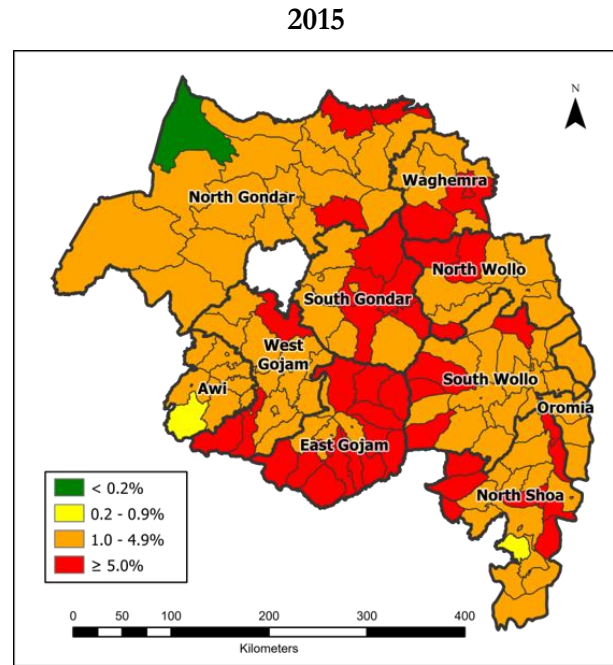 2015
N
Waghemra
North Gondar
North Wollo
South Gondar
West
Gojam
South Wollo
Awi
Oromia
East Gojam
North Shoa
< 0.2%
0.2 - 0.9%
1.0 - 4.9%
≥ 5.0%
0 50 100 200 300 400
Kilometers